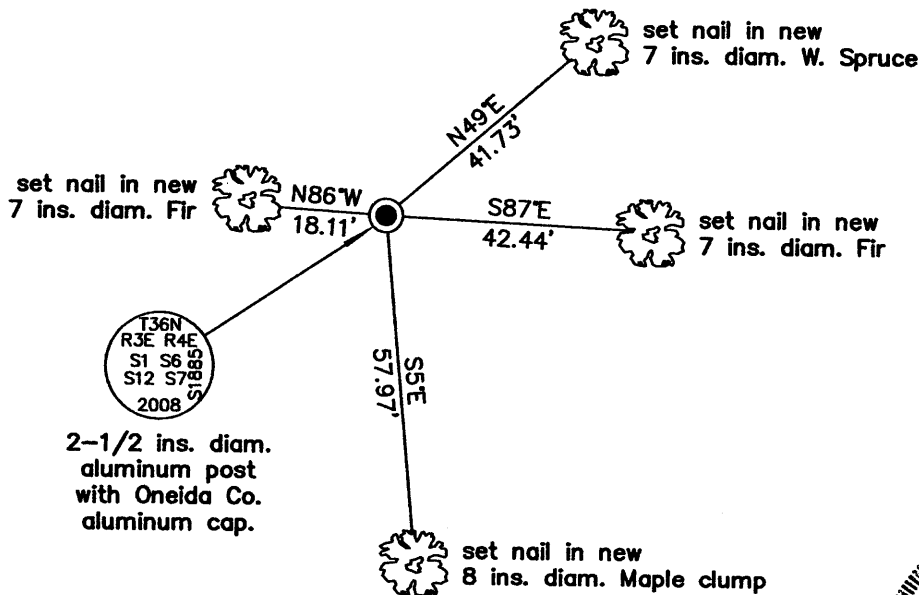 set nail in new
7 ins. diam. W. Spruce
N49°E
41.73'
set nail in new
7 ins. diam. Fir
N86°W
18.11'
S87°E
42.44'
set nail in new
7 ins. diam. Fir
T36N
R3E R4E
S1 S6
S12 S7
S1885
2008
S5°E
57.97'
2-1/2 ins. diam.
aluminum post
with Oneida Co.
aluminum cap.
set nail in new
8 ins. diam. Maple clump